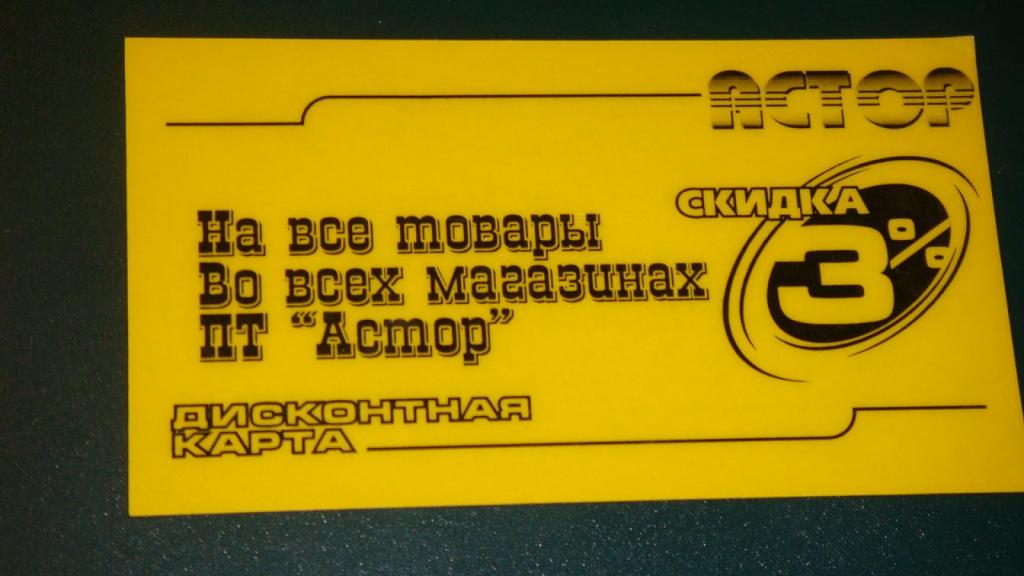 АСТОР
СКИДКА
3%
На все товары
Во всех магазинах
ПТ "Астор"
ДИСКОНТНАЯ
КАРТА